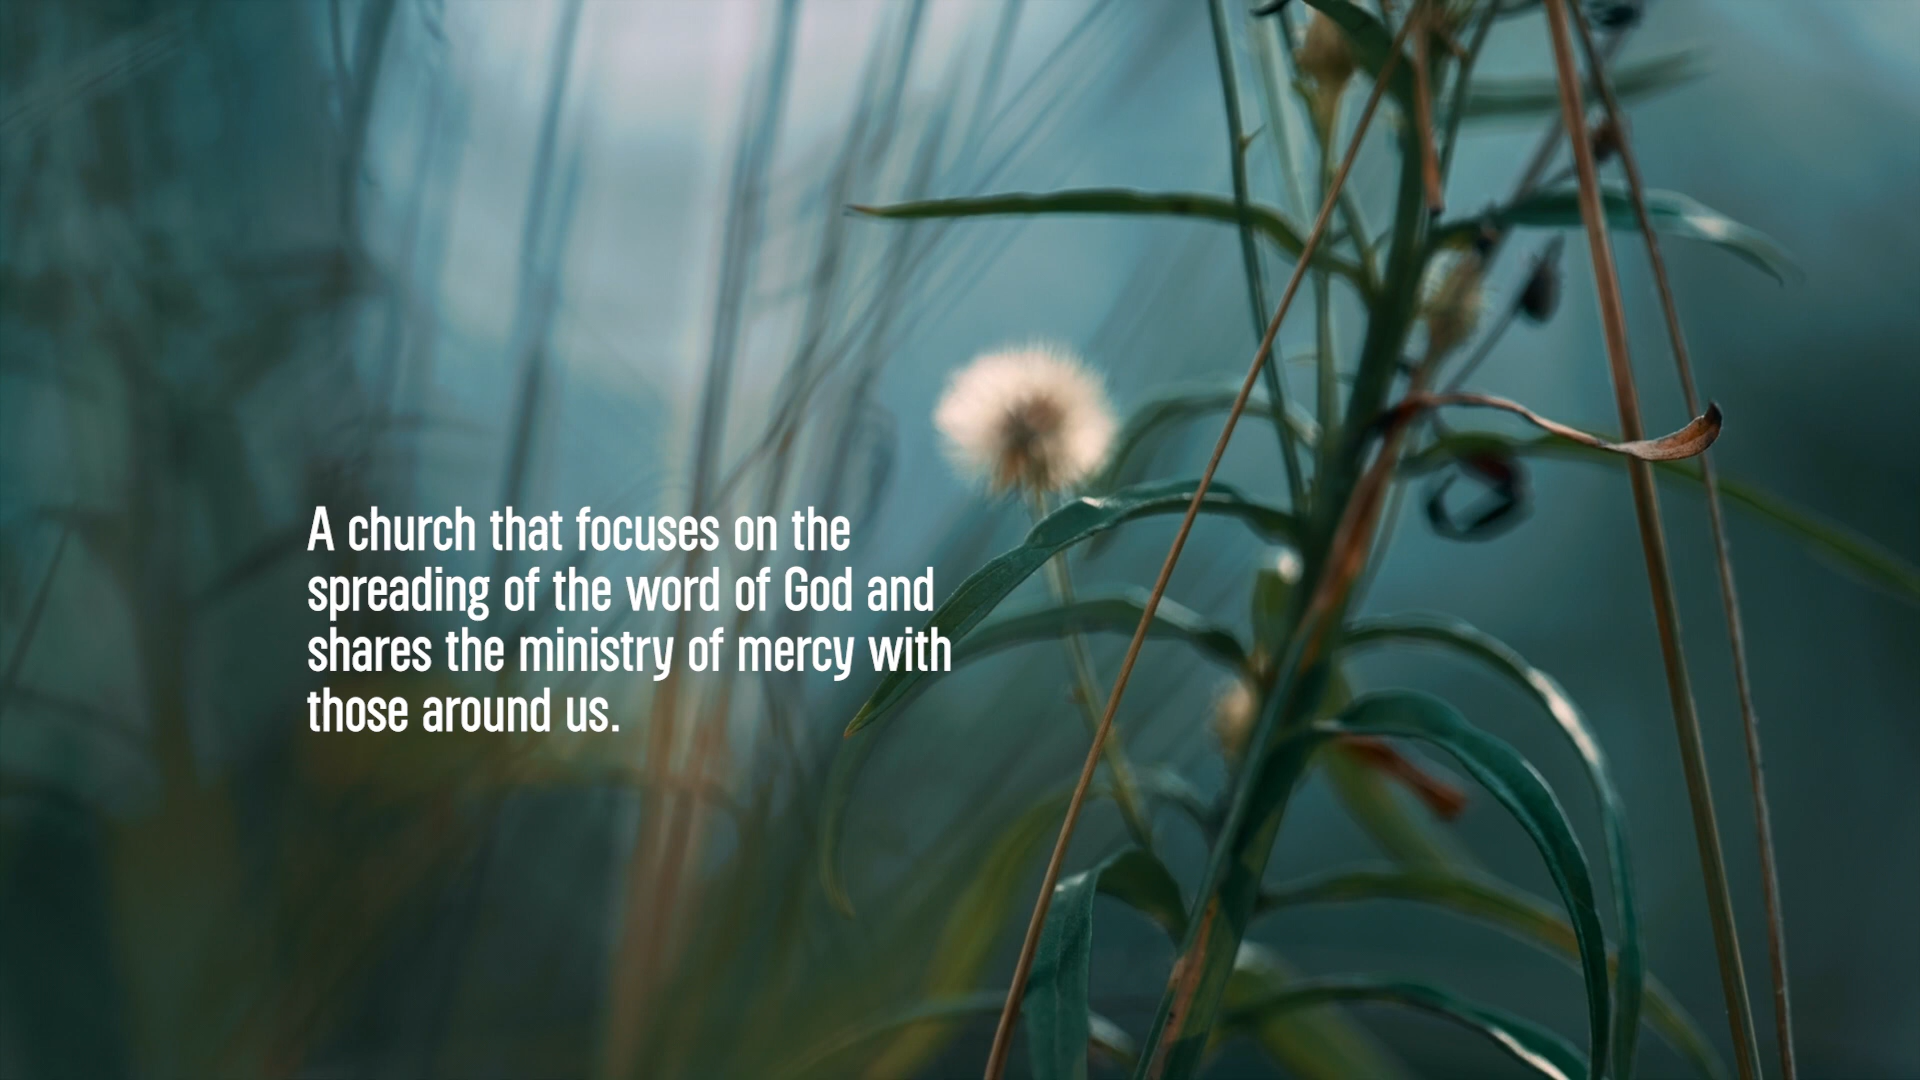 A church that focuses on the
spreading of the word of God and
shares the ministry of mercy with
those around us.